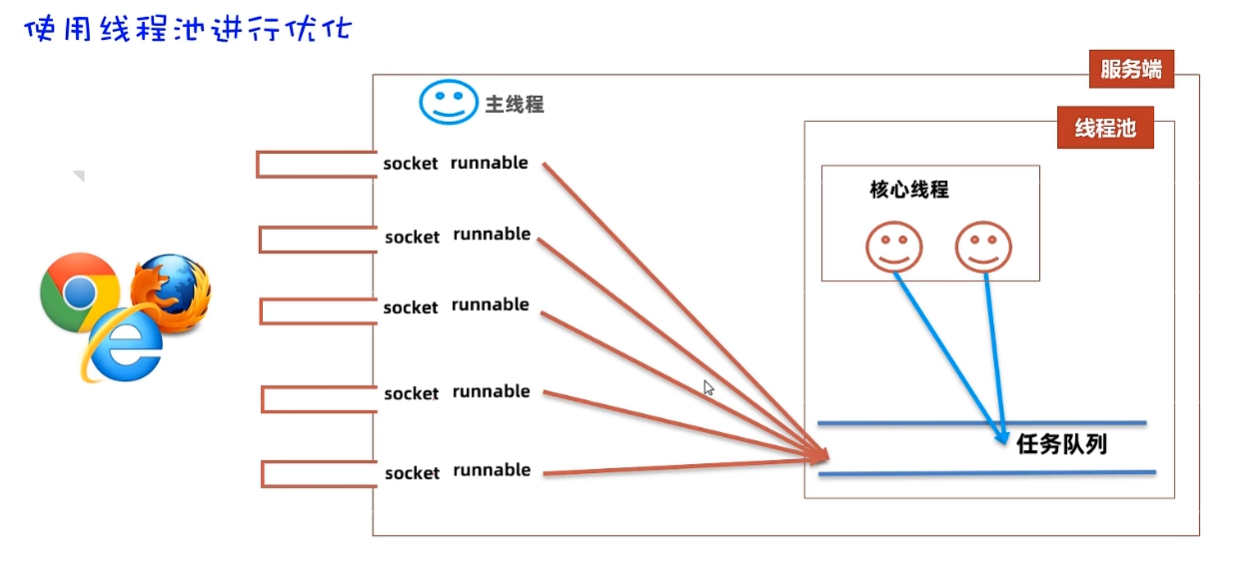 使用线程池进行优化
服务端
主线程
线程池
socket runnable
核心线程
socket runnable
socket runnable
socket runnable
任务队列
socket runnable